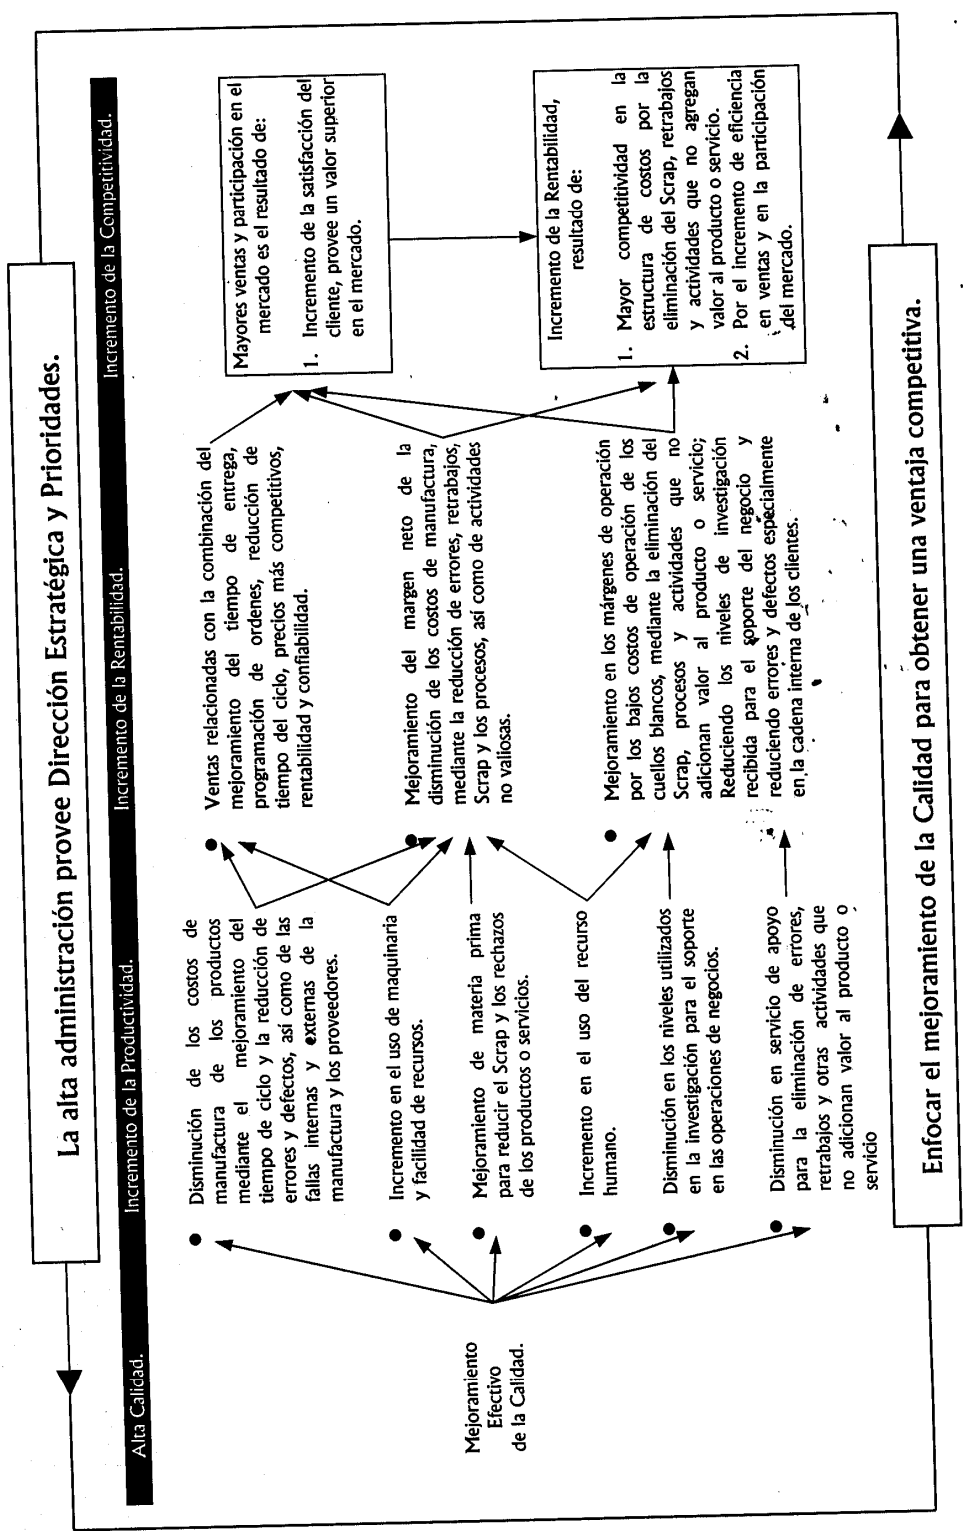 La alta administración provee Dirección Estratégica y Prioridades.
Alta Calidad.
Incremento de la Productividad.
Incremento de la Rentabilidad.
Incremento de la Competitividad.
Mejoramiento
Efectivo
de la Calidad.
● Disminución de los costos de
manufactura de los productos
mediante el mejoramiento del
tiempo de ciclo y la reducción de
errores y defectos, así como de las
fallas internas y externas de la
manufactura y los proveedores.
● Incremento en el uso de maquinaria
y facilidad de recursos.
● Mejoramiento de materia prima
para reducir el Scrap y los rechazos
de los productos o servicios.
● Incremento en el uso del recurso
humano.
● Disminución en los niveles utilizados
en la investigación para el soporte
en las operaciones de negocios.
● Disminución en servicio de apoyo
para la eliminación de errores,
retrabajos y otras actividades que
no adicionan valor al producto o
servicio
● Ventas relacionadas con la combinación del
mejoramiento del tiempo de entrega,
programación de ordenes, reducción de
tiempo del ciclo, precios más competitivos,
rentabilidad y confiabilidad.
● Mejoramiento del margen neto de la
disminución de los costos de manufactura,
mediante la reducción de errores, retrabajos,
Scrap y los procesos, así como de actividades
no valiosas.
● Mejoramiento en los márgenes de operación
por los bajos costos de operación de los
cuellos blancos, mediante la eliminación del
Scrap, procesos y actividades que no
adicionan valor al producto o servicio;
Reduciendo los niveles de investigación
recibida para el soporte del negocio y
reduciendo errores y defectos especialmente
en la cadena interna de los clientes.
Mayores ventas y participación en el
mercado es el resultado de:
1. Incremento de la satisfacción del
cliente, provee un valor superior
en el mercado.
Incremento de la Rentabilidad,
resultado de:
1. Mayor competitividad en la
estructura de costos por la
eliminación del Scrap, retrabajos
y actividades que no agregan
valor al producto o servicio.
2. Por el incremento de eficiencia
en ventas y en la participación
del mercado.
Enfocar el mejoramiento de la Calidad para obtener una ventaja competitiva.